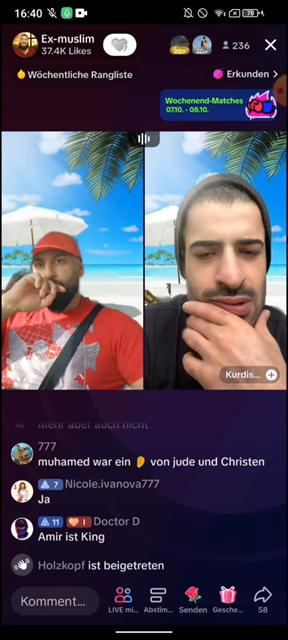 16:40
70
Ex-muslim
37.4K Likes
236
Wöchentliche Rangliste
Erkunden
Wochenend-Matches
07.10. - 08.10.
Kurdis...
Mehr aber auch nicht
777
muhamed war ein 👂 von jude und Christen
7 Nicole.ivanova777
Ja
11 1 Doctor D
Amir ist King
Holzkopf ist beigetreten
Komment...
LIVE mi... Abstim... Senden Gesche... 58